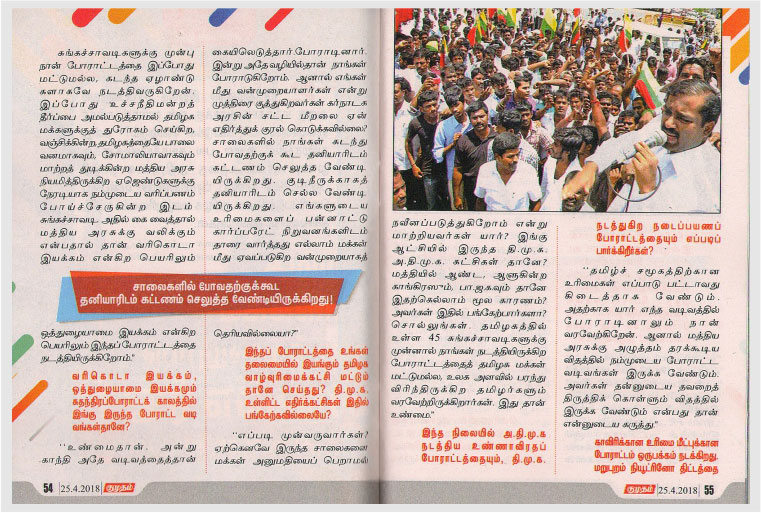 சுங்கச்சாவடிகளுக்கு முன்பு
நான் போராட்டத்தை இப்போது
மட்டுமல்ல, கடந்த ஏழாண்டு
களாகவே நடத்திவருகிறேன்.
இப்போது உச்சநீதிமன்றத்
தீர்ப்பை அமல்படுத்தாமல் தமிழக
மக்களுக்குத் துரோகம் செய்கிற,
வஞ்சிக்கின்ற, தமிழகத்தையே பாலை
வனமாகவும், சோமாலியாவாகவும்
மாற்றத் துடிக்கின்ற மத்திய அரசு
நியமித்திருக்கிற ஏஜெண்டுகளுக்கு
நேரடியாக நம்முடைய வரிப்பணம்
போய்ச்சேருகின்ற இடம்
சுங்கச்சாவடி. அதில் கை வைத்தால்
மத்திய அரசுக்கு வலிக்கும்
என்பதால் தான் வரிகொடா
இயக்கம் என்கிற பெயரிலும்
கையிலெடுத்தார். போராடினார்.
இன்று அதேவழியில்தான் நாங்கள்
போராடுகிறோம். ஆனால் எங்கள்
மீது வன்முறையாளர்கள் என்று
முத்திரை குத்துகிறவர்கள் கர்நாடக
அரசின் சட்ட மீறலை ஏன்
எதிர்த்துக் குரல் கொடுக்கவில்லை?
சாலைகளில் நாங்கள் கடந்து
போவதற்குக் கூட தனியாரிடம்
கட்டணம் செலுத்த வேண்டி
யிருக்கிறது. குடிநீருக்காகத்
தனியாரிடம் செல்ல வேண்டி
யிருக்கிறது. எங்களுடைய
உரிமைகளைப் பன்னாட்டு
கார்ப்பரேட் நிறுவனங்களிடம்
தாரை வார்த்தது எல்லாம் மக்கள்
மீது ஏவப்படுகிற வன்முறையாகத்
சாலைகளில் போவதற்குக்கூட
தனியாரிடம் கட்டணம் செலுத்த வேண்டியிருக்கிறது!
ஒத்துழையாமை இயக்கம் என்கிற
பெயரிலும் இந்தப்போராட்டத்தை
நடத்தியிருக்கிறோம்."
வரிகொடா இயக்கம்,
ஒத்துழையாமை இயக்கமும்
சுதந்திரப்போராட்டக் காலத்தில்
இங்கு இருந்த போராட்ட வடி
வங்கள்தானே?
"உண்மைதான். அன்று
காந்தி அதே வடிவத்தைத்தான்
தெரியவில்லையா?"
இந்தப் போராட்டத்தை உங்கள்
தலைமையில் இயங்கும் தமிழக
வாழ்வுரிமைக்கட்சி மட்டும்
தானே செய்தது? தி.மு.க.
உள்ளிட்ட எதிர்க்கட்சிகள் இதில்
பங்கேற்கவில்லையே?
"எப்படி முன்வருவார்கள்?
ஏற்கெனவே இருந்த சாலைகளை
மக்கள் அனுமதியைப் பெறாமல்
54 25.4.2018 குமுதம்
நவீனப்படுத்துகிறோம் என்று
மாற்றியவர்கள் யார்? இங்கு
ஆட்சியில் இருந்த தி.மு.க.
அ.தி.மு.க. கட்சிகள் தானே?
மத்தியில் ஆண்ட, ஆளுகின்ற
காங்கிரஸும், பா.ஜகவும் தானே
இதற்கெல்லாம் மூல காரணம்?
அவர்கள் இதில் பங்கேற்பார்களா?
சொல்லுங்கள். தமிழகத்தில்
உள்ள 45 சுங்கச்சாவடிகளுக்கு
முன்னால் நாங்கள் நடத்தியிருக்கிற
போராட்டத்தைத் தமிழக மக்கள்
மட்டுமல்ல, உலக அளவில் பரந்து
விரிந்திருக்கிற தமிழர்களும்
வரவேற்றிருக்கிறார்கள். இது தான்
உண்மை."
இந்த நிலையில் அ.தி.மு.க
நடத்திய உண்ணாவிரதப்
போராட்டத்தையும், தி.மு.க.
நடத்துகிற நடைப்பயணப்
போராட்டத்தையும் எப்படிப்
பார்க்கிறீர்கள்?
"தமிழ்ச் சமூகத்திற்கான
உரிமைகள் எப்பாடு பட்டாவது
கிடைத்தாக வேண்டும்.
அதற்காக யார் எந்த வடிவத்தில்
போராடினாலும் நான்
வரவேற்கிறேன். ஆனால் மத்திய
அரசுக்கு அழுத்தம் தரக்கூடிய
விதத்தில் நம்முடைய போராட்ட
வடிவங்கள் இருக்க வேண்டும்.
அவர்கள் தன்னுடைய தவறைத்
திருத்திக் கொள்ளும் விதத்தில்
இருக்க வேண்டும் என்பது தான்
என்னுடைய கருத்து."
காவிரிக்கான உரிமை மீட்புக்கான
போராட்டம் ஒருபக்கம் நடக்கிறது.
மறுபுறம் நியூட்ரினோ திட்டத்தை
குமுதம் 25.4.2018 55